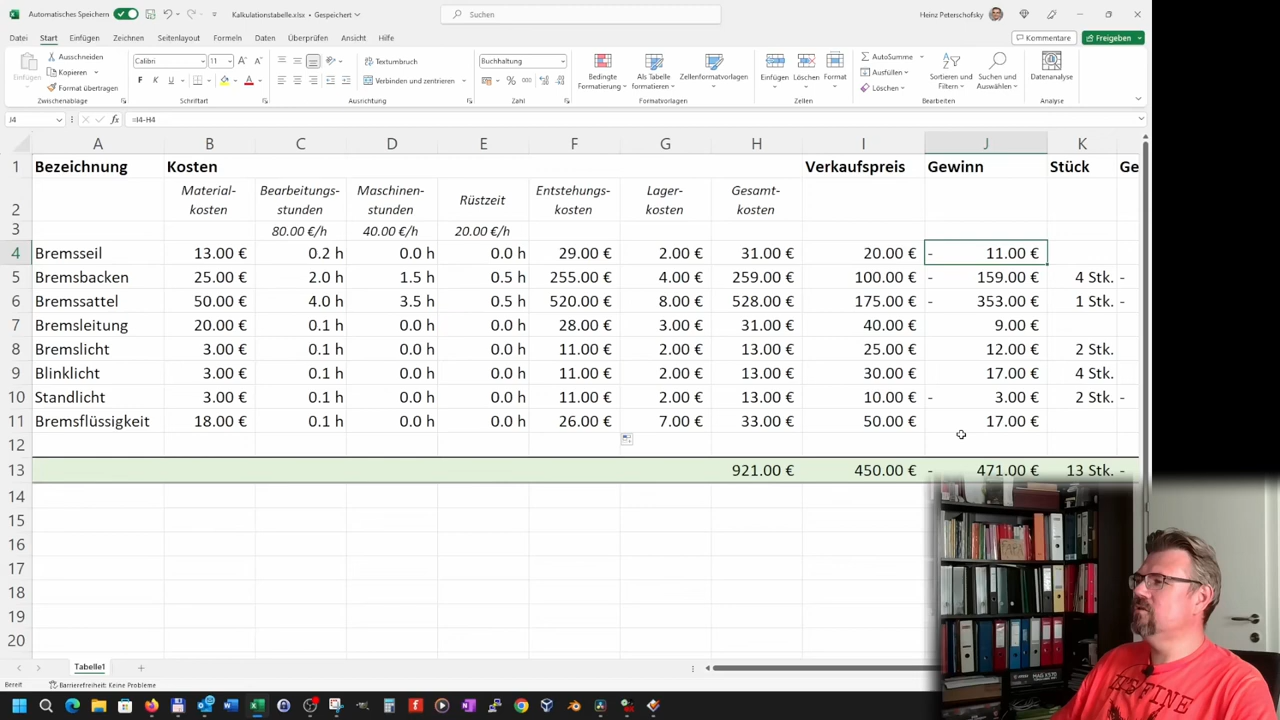 Automatisches Speichern
Kalkulationstabelle.xlsx • Gespeichert
Suchen
Heinz Peterschofsky
Datei Start Einfügen Zeichnen Seitenlayout Formeln Daten Überprüfen Ansicht Hilfe
Kommentare Freigeben
Einfügen
Ausschneiden
Kopieren
Format übertragen
Zwischenablage
Calibri 11
F K U
Schriftart
Textumbruch
Verbinden und zentrieren
Ausrichtung
Buchhaltung
Zahl
Bedingte Formatierung
Als Tabelle formatieren
Zellenformatvorlagen
Formatvorlagen
Einfügen Löschen Format
Zellen
AutoSumme
Ausfüllen
Löschen
Sortieren und Filtern
Suchen und Auswählen
Bearbeiten
Datenanalyse
Analyse
J4 fx =I4-H4
A B C D E F G H I J K
1 Bezeichnung Kosten Verkaufspreis Gewinn Stück Ge
2 Material-kosten Bearbeitungs-stunden Maschinen-stunden Rüstzeit Entstehungs-kosten Lager-kosten Gesamt-kosten
3 80.00 €/h 40.00 €/h 20.00 €/h
4 Bremsseil 13.00 € 0.2 h 0.0 h 0.0 h 29.00 € 2.00 € 31.00 € 20.00 € - 11.00 €
5 Bremsbacken 25.00 € 2.0 h 1.5 h 0.5 h 255.00 € 4.00 € 259.00 € 100.00 € - 159.00 € 4 Stk. -
6 Bremssattel 50.00 € 4.0 h 3.5 h 0.5 h 520.00 € 8.00 € 528.00 € 175.00 € - 353.00 € 1 Stk. -
7 Bremsleitung 20.00 € 0.1 h 0.0 h 0.0 h 28.00 € 3.00 € 31.00 € 40.00 € 9.00 €
8 Bremslicht 3.00 € 0.1 h 0.0 h 0.0 h 11.00 € 2.00 € 13.00 € 25.00 € 12.00 € 2 Stk.
9 Blinklicht 3.00 € 0.1 h 0.0 h 0.0 h 11.00 € 2.00 € 13.00 € 30.00 € 17.00 € 4 Stk.
10 Standlicht 3.00 € 0.1 h 0.0 h 0.0 h 11.00 € 2.00 € 13.00 € 10.00 € - 3.00 € 2 Stk. -
11 Bremsflüssigkeit 18.00 € 0.1 h 0.0 h 0.0 h 26.00 € 7.00 € 33.00 € 50.00 € 17.00 €
12
13 921.00 € 450.00 € - 471.00 € 13 Stk. -
14
15
16
17
18
19
20
PAPA
Tabelle1
Bereit Barrierefreiheit: Keine Probleme
MAG X570
FINE